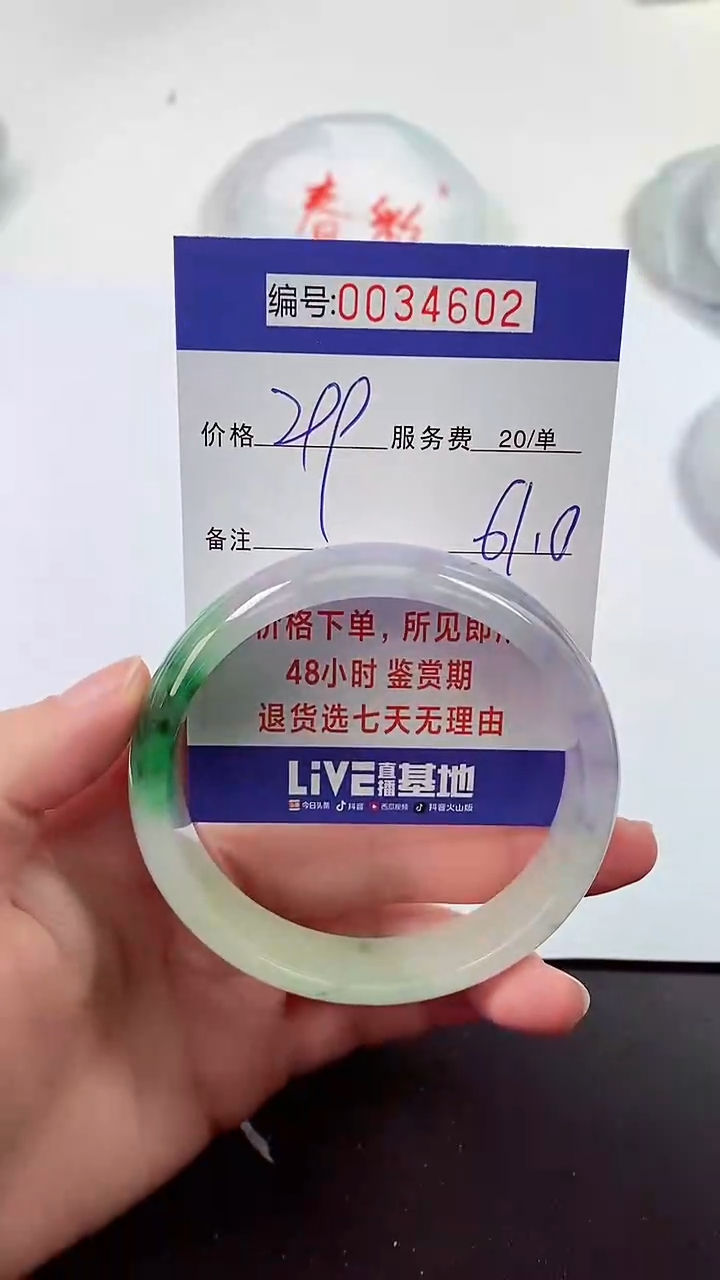 春彩
编号:0034602
价格 299 服务费 20/单
备注 61.0
价格下单,所见即
48小时 鉴赏期
退货选七天无理由
LiVE直播基地
今日头条 抖音 西瓜视频 抖音火山版